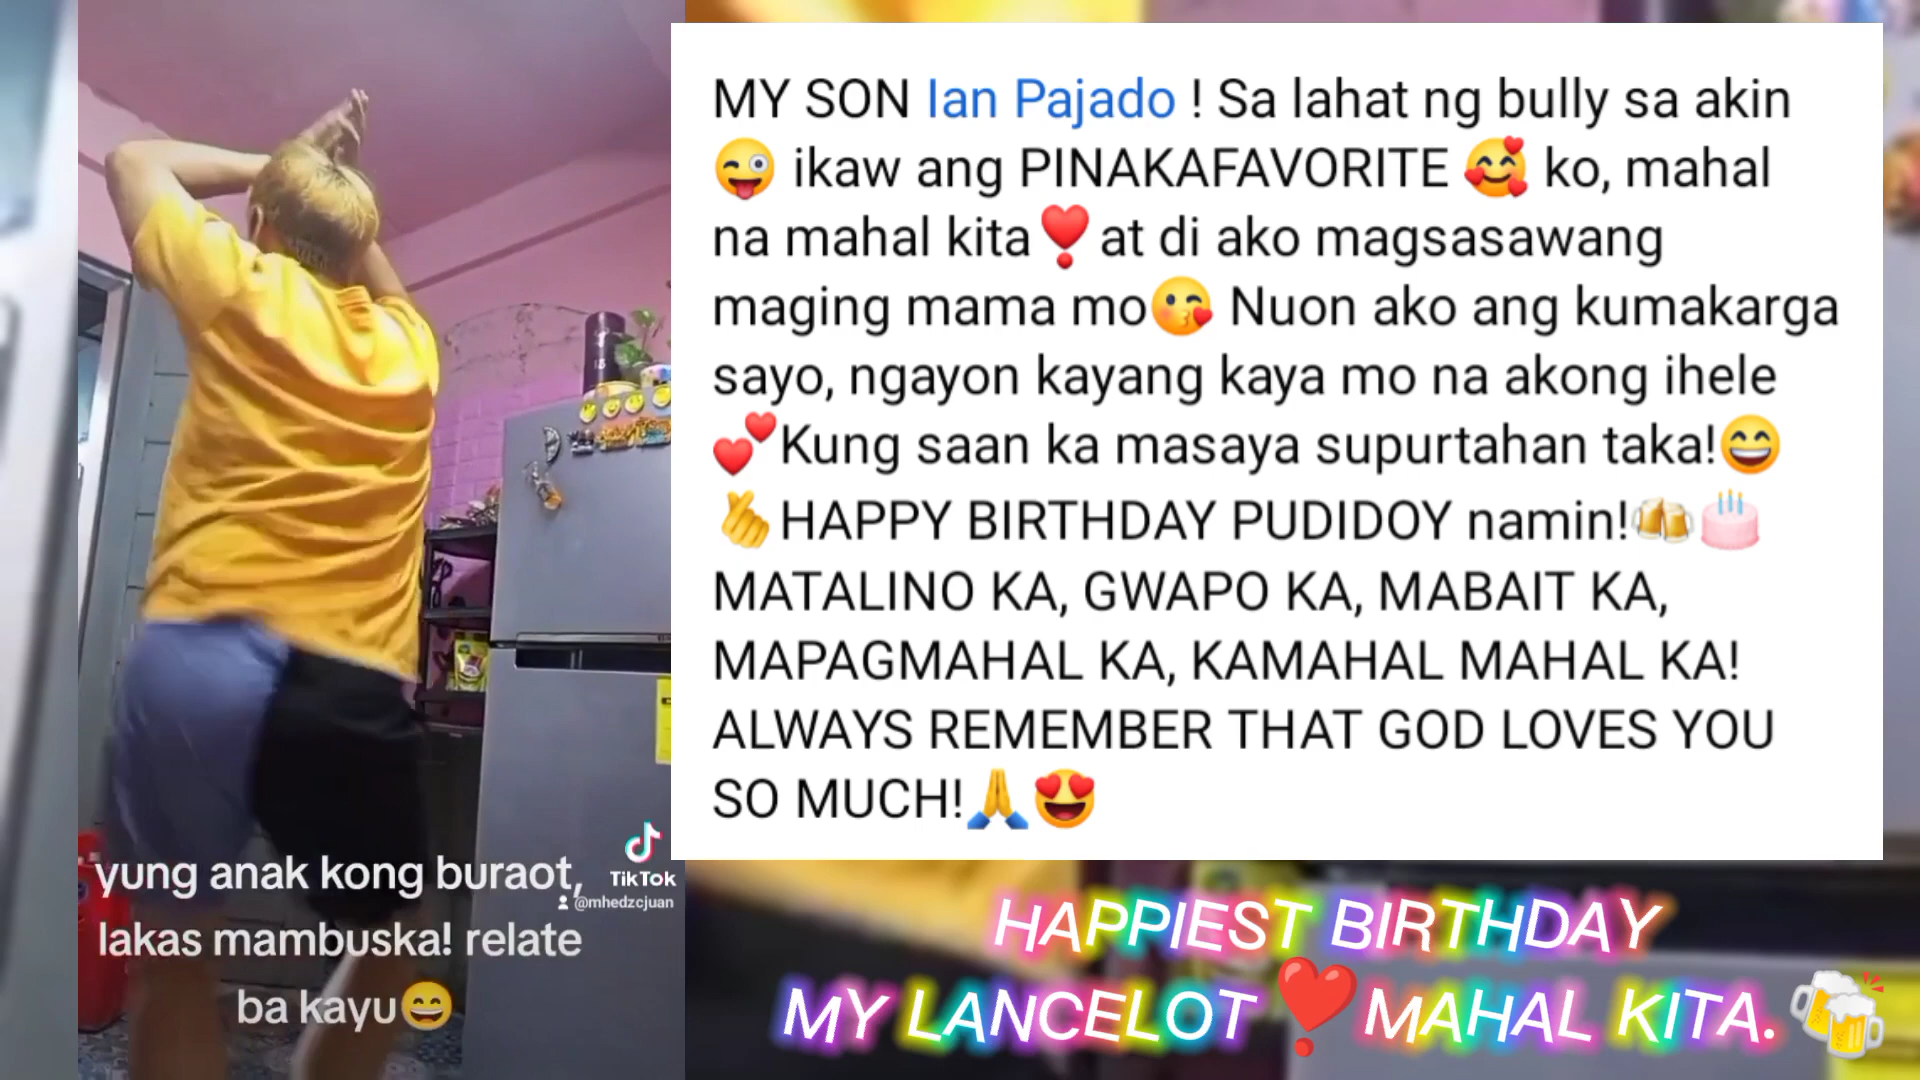 MY SON Ian Pajado ! Sa lahat ng bully sa akin
😜 ikaw ang PINAKAFAVORITE 🥰 ko, mahal
na mahal kita❣️at di ako magsasawang
maging mama mo😘 Nuon ako ang kumakarga
sayo, ngayon kayang kaya mo na akong ihele
💕Kung saan ka masaya supurtahan taka!😄
🫰HAPPY BIRTHDAY PUDIDOY namin!🍻🎂
MATALINO KA, GWAPO KA, MABAIT KA,
MAPAGMAHAL KA, KAMAHAL MAHAL KA!
ALWAYS REMEMBER THAT GOD LOVES YOU
SO MUCH!🙏😍
yung anak kong buraot,
lakas mambuska! relate
ba kayu😄
TikTok
@mhedzcjuan
HAPPIEST BIRTHDAY
MY LANCELOT❣️MAHAL KITA.🍻